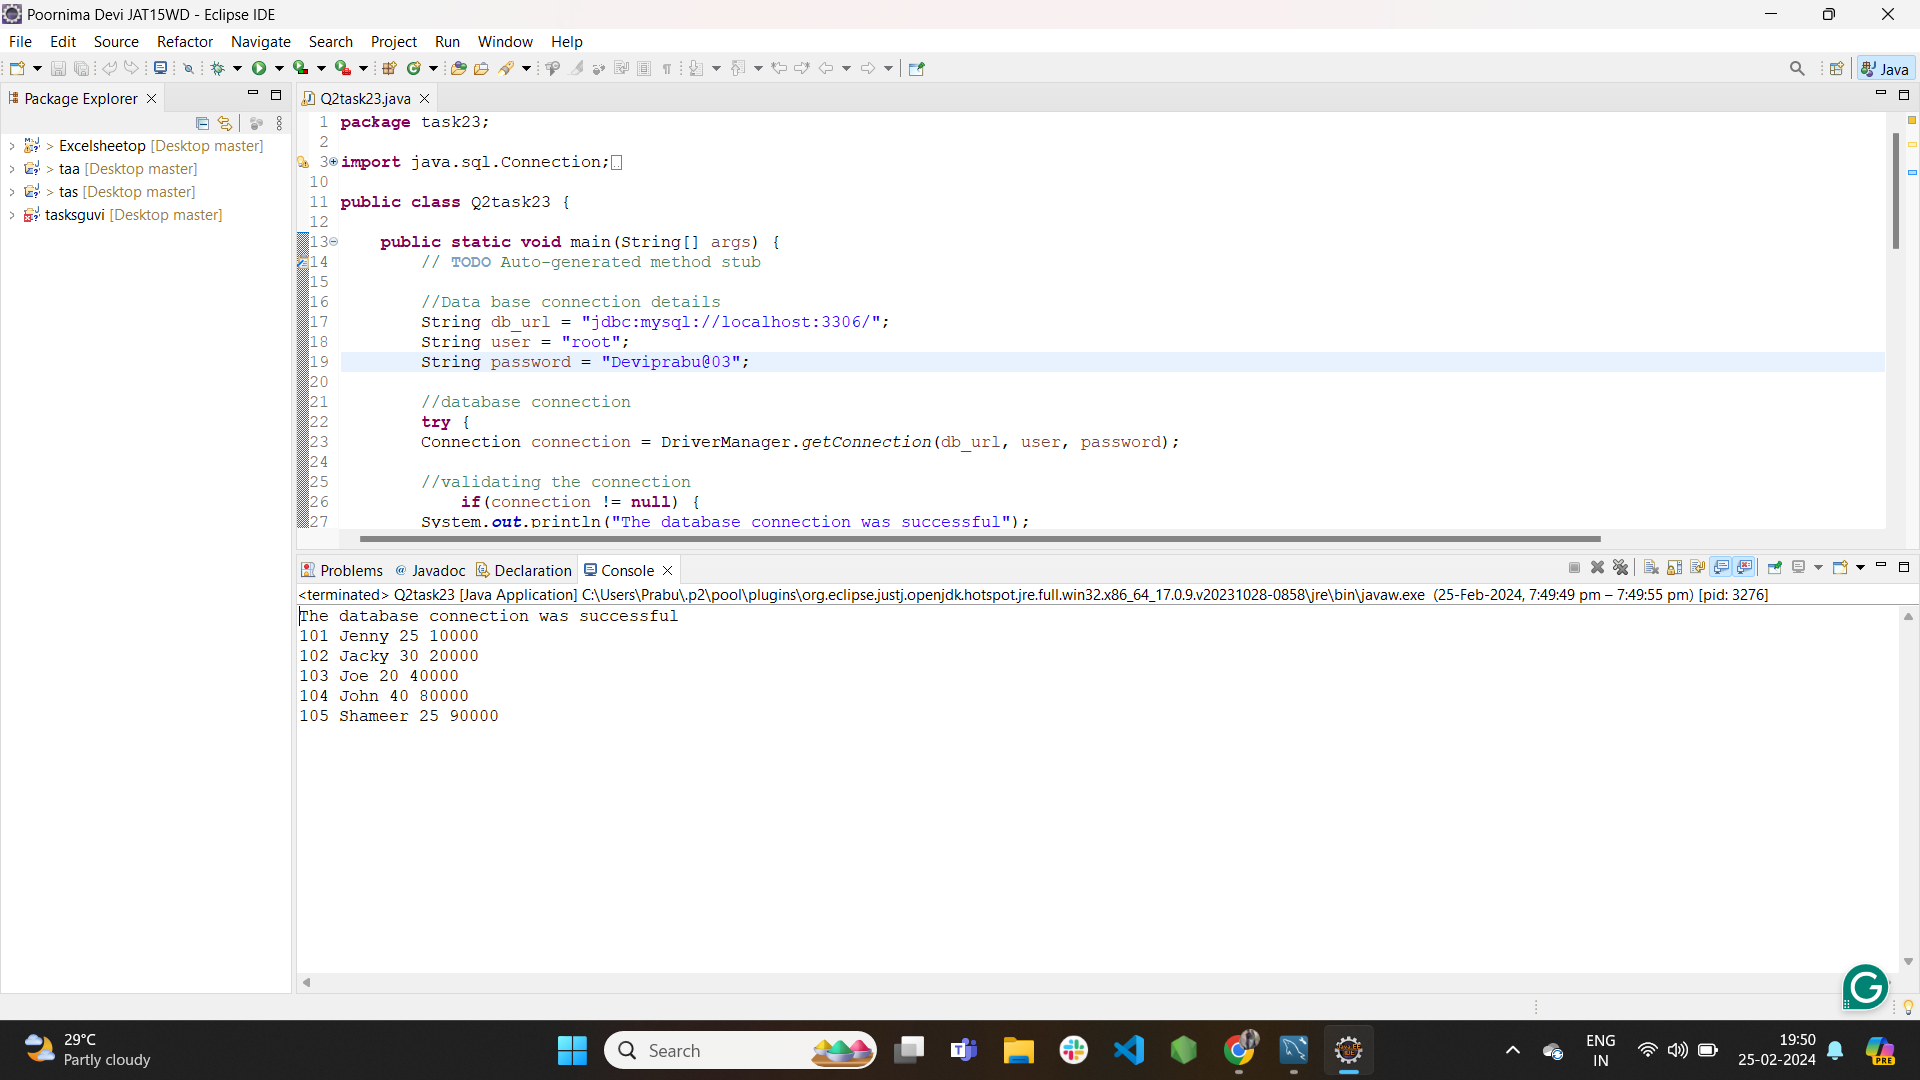 Poornima Devi JAT15WD - Eclipse IDE
File Edit Source Refactor Navigate Search Project Run Window Help
Java
Package Explorer
> Excelsheetop [Desktop master]
> taa [Desktop master]
> tas [Desktop master]
tasksguvi [Desktop master]
Q2task23.java
1 package task23;
2
3 import java.sql.Connection;
10
11 public class Q2task23 {
12
13 public static void main(String[] args) {
14 // TODO Auto-generated method stub
15
16 //Data base connection details
17 String db_url = "jdbc:mysql://localhost:3306/";
18 String user = "root";
19 String password = "Deviprabu@03";
20
21 //database connection
22 try {
23 Connection connection = DriverManager.getConnection(db_url, user, password);
24
25 //validating the connection
26 if(connection != null) {
27 System.out.println("The database connection was successful");
Problems @ Javadoc Declaration Console
<terminated> Q2task23 [Java Application] C:\Users\Prabu\.p2\pool\plugins\org.eclipse.justj.openjdk.hotspot.jre.full.win32.x86_64_17.0.9.v20231028-0858\jre\bin\javaw.exe (25-Feb-2024, 7:49:49 pm – 7:49:55 pm) [pid: 3276]
The database connection was successful
101 Jenny 25 10000
102 Jacky 30 20000
103 Joe 20 40000
104 John 40 80000
105 Shameer 25 90000
29°C
Partly cloudy
Search
ENG
IN
19:50
25-02-2024
PRE